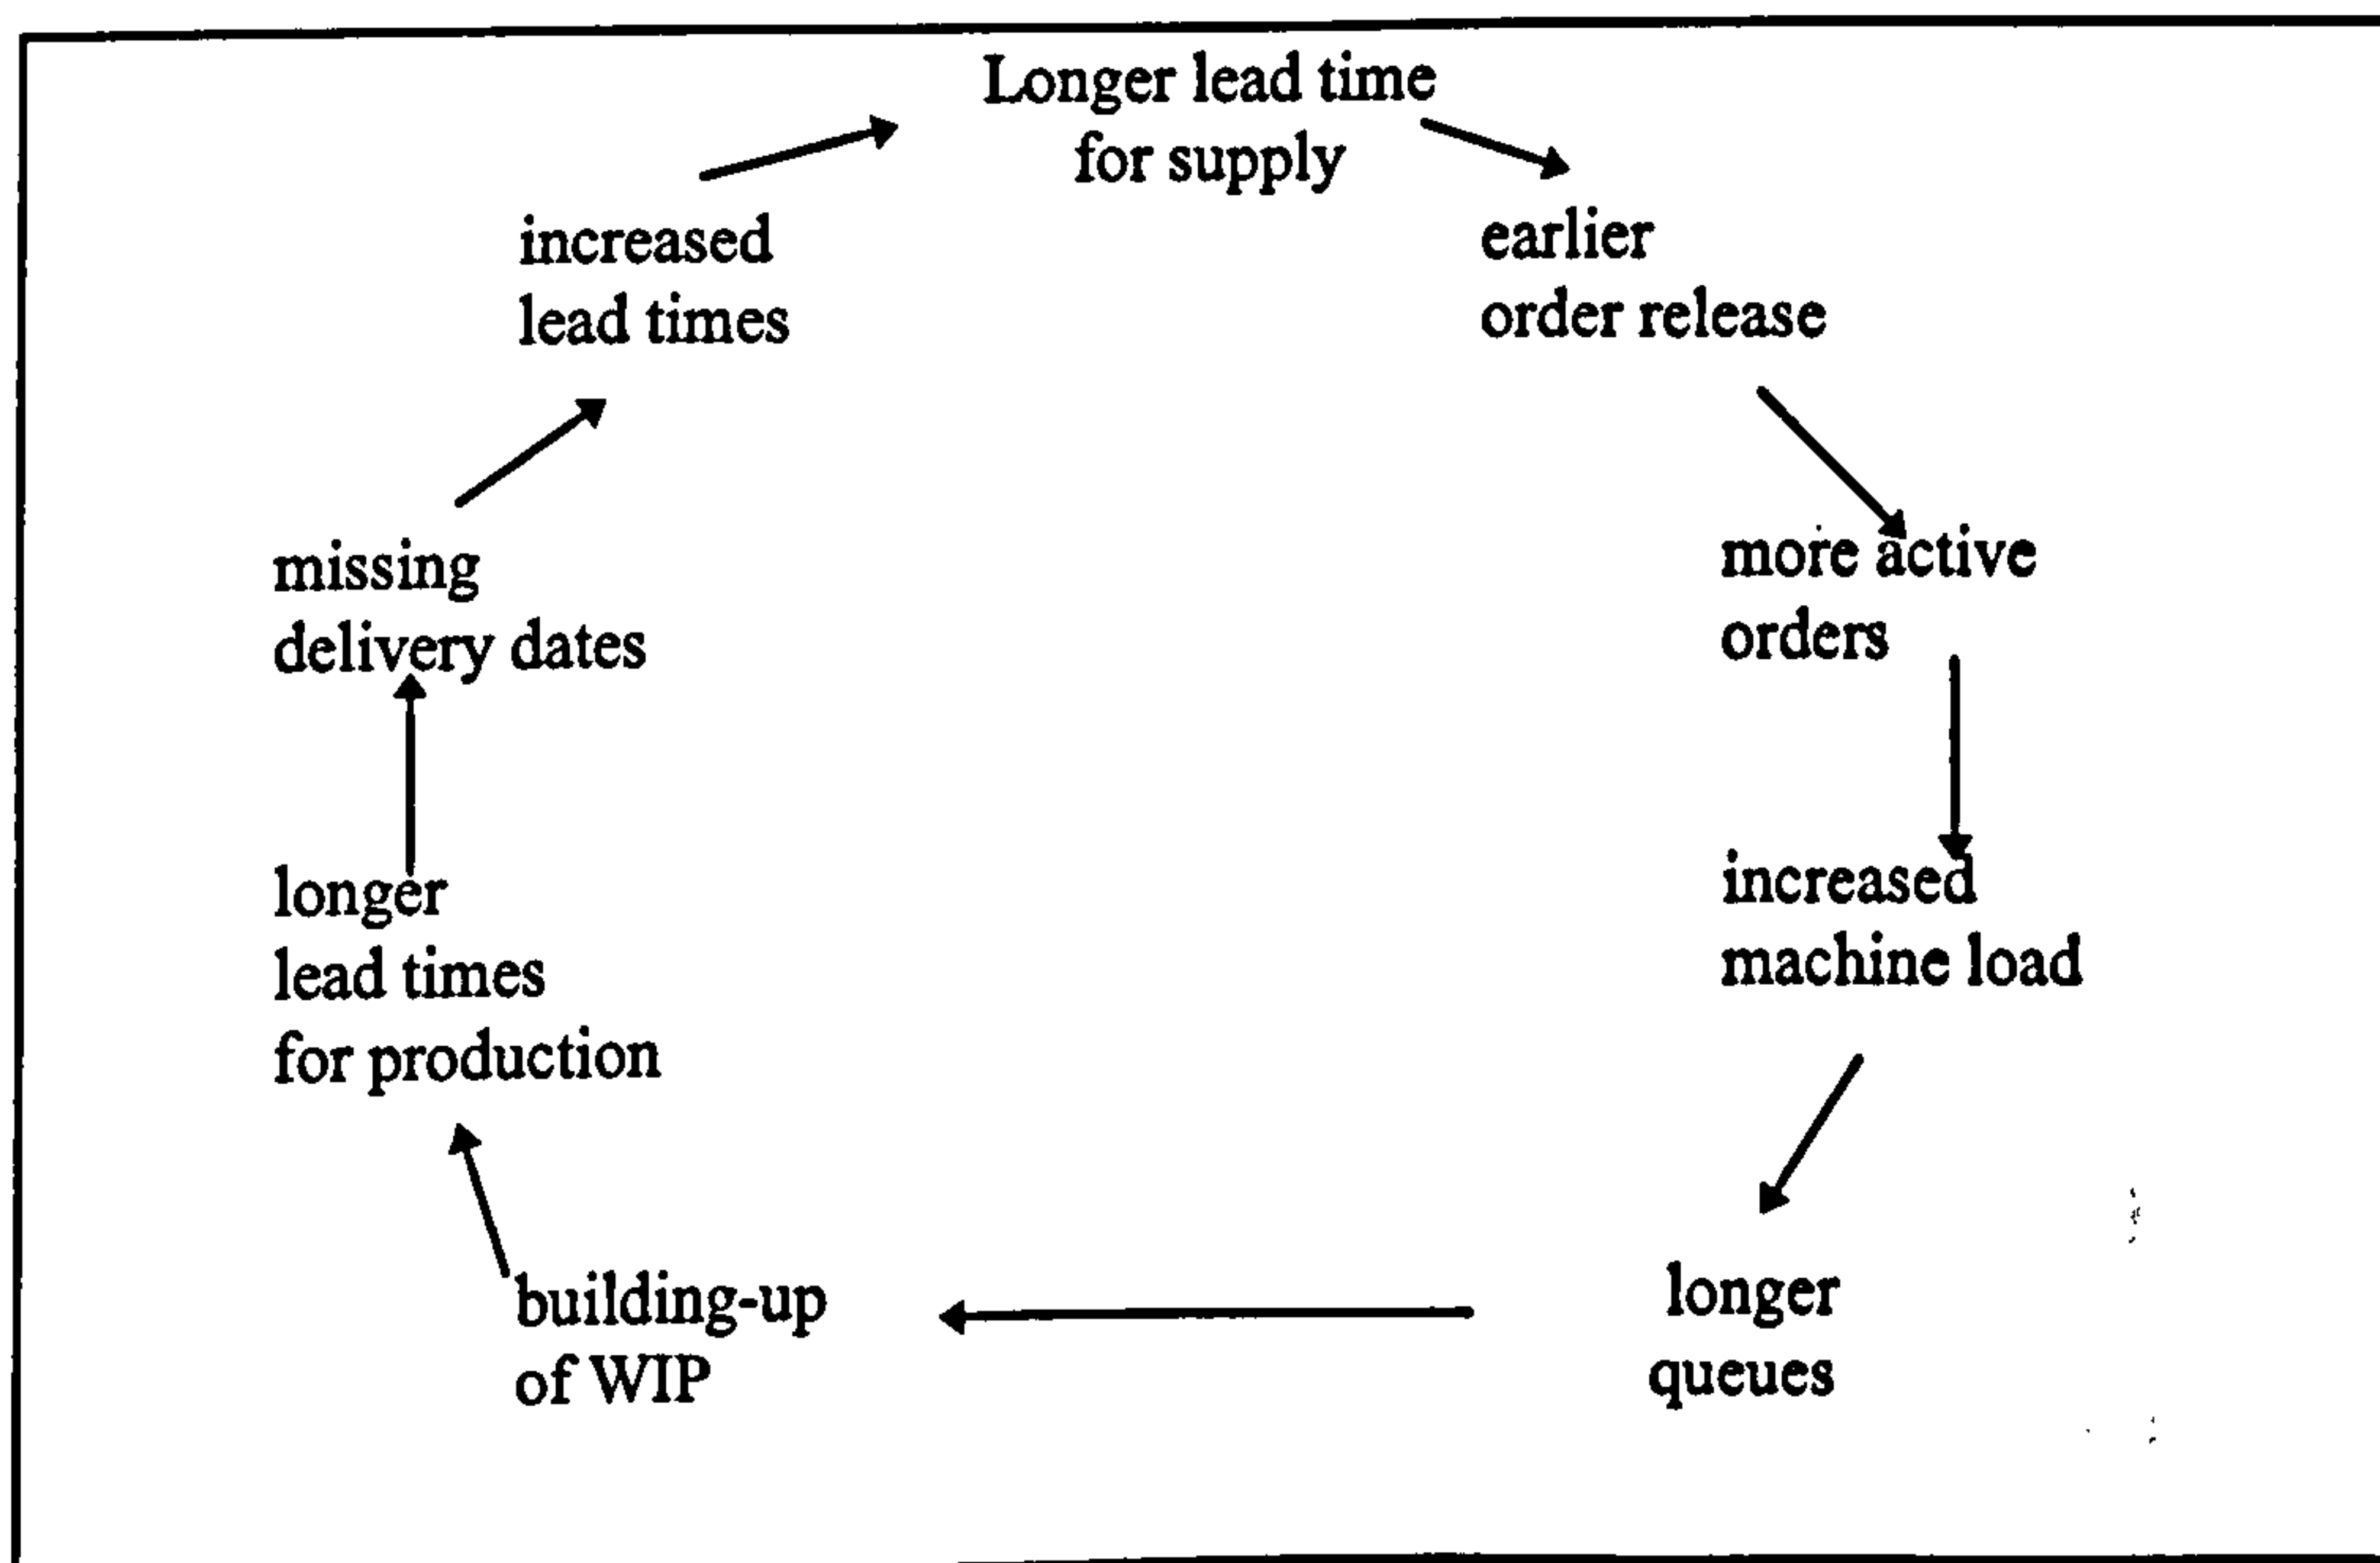 Longer lead time
for supply
earlier
order release
more active
orders
increased
machine load
longer
queues
building-up
of WIP
longer
lead times
for production
missing
delivery dates
increased
lead times